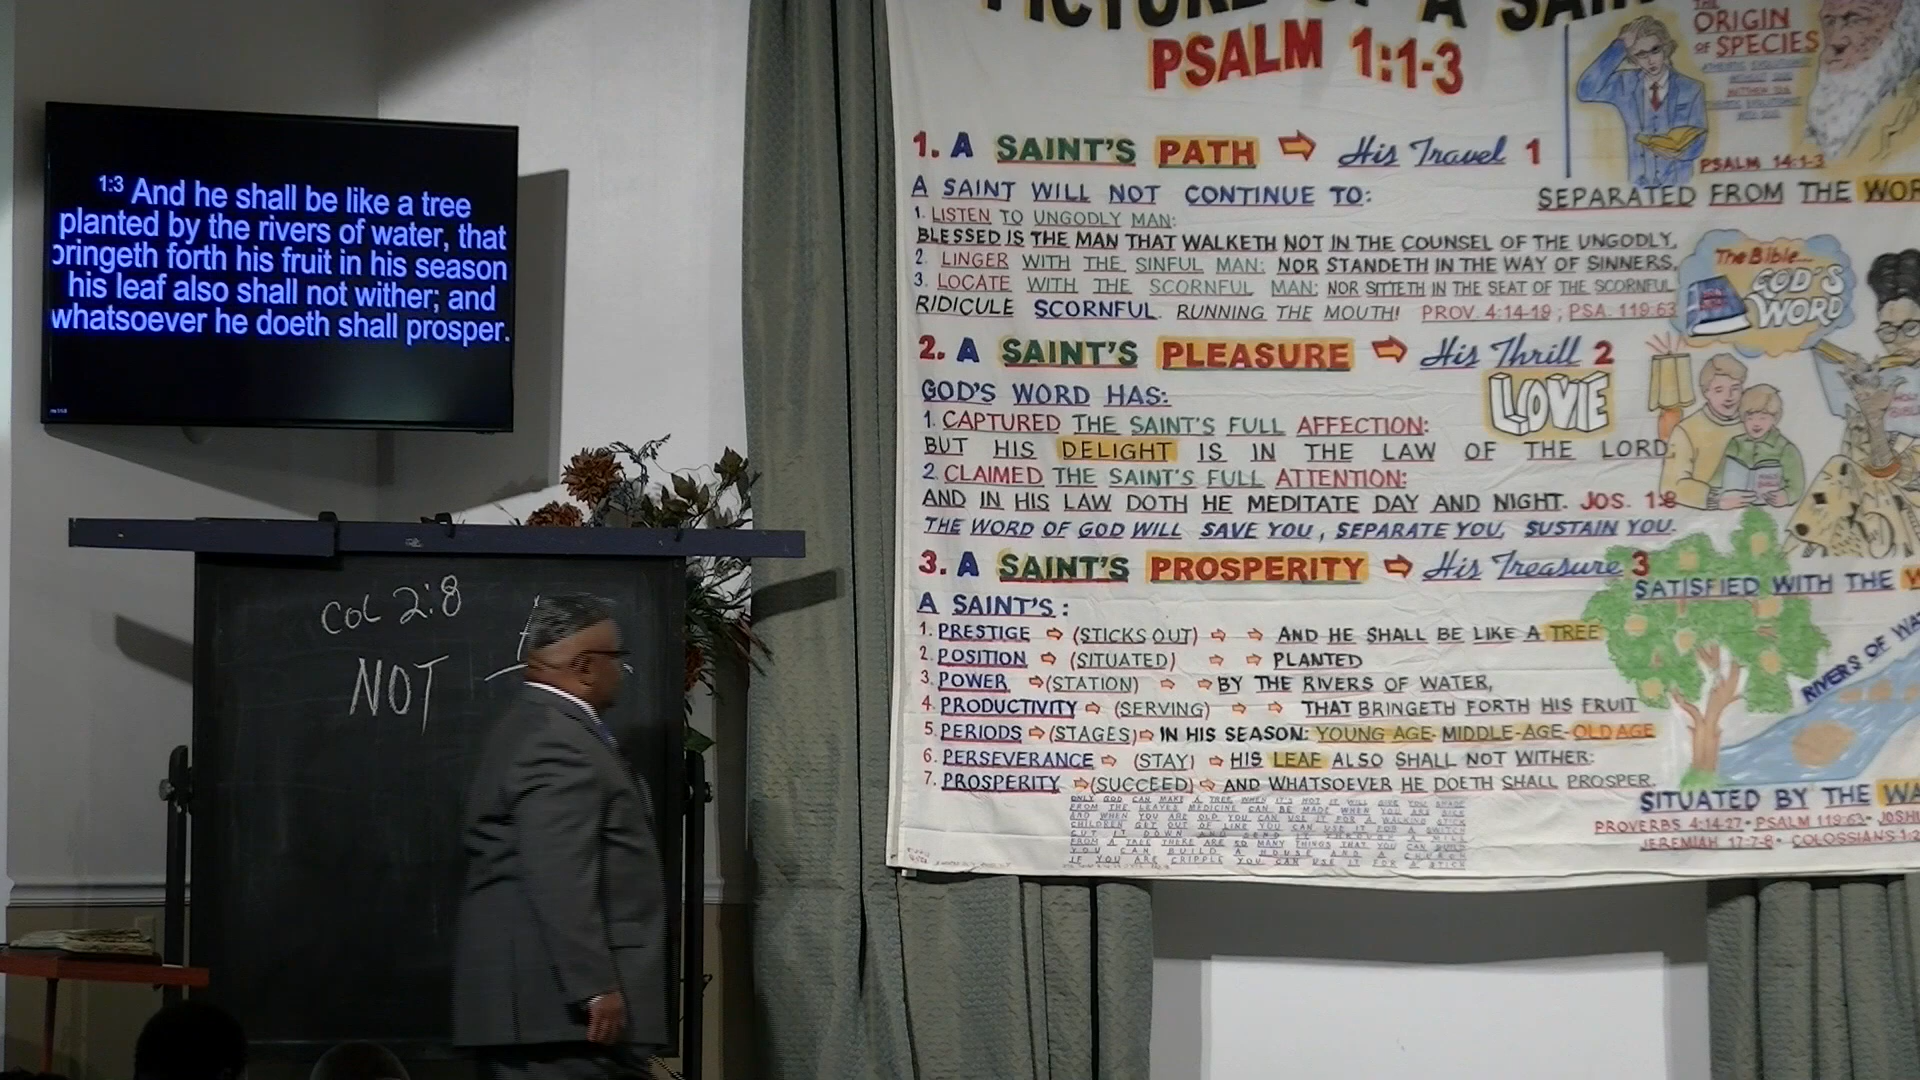 1:3 And he shall be like a tree
planted by the rivers of water, that
bringeth forth his fruit in his season
his leaf also shall not wither; and
whatsoever he doeth shall prosper.
Col 2:8
NOT
PICTURE OF A
PSALM 1:1-3
THE
ORIGIN
OF SPECIES
PSALM 14:1-3
1. A SAINT'S PATH ⇨ His Travel 1
A SAINT WILL NOT CONTINUE TO:
SEPARATED FROM THE
1. LISTEN TO UNGODLY MAN:
BLESSED IS THE MAN THAT WALKETH NOT IN THE COUNSEL OF THE UNGODLY,
2. LINGER WITH THE SINFUL MAN: NOR STANDETH IN THE WAY OF SINNERS,
3. LOCATE WITH THE SCORNFUL MAN: NOR SITTETH IN THE SEAT OF THE SCORNFUL
RIDICULE SCORNFUL. RUNNING THE MOUTH! PROV. 4:14-19; PSA. 119:63
The Bible...
GOD'S
WORD
2. A SAINT'S PLEASURE ⇨ His Thrill 2
GOD'S WORD HAS:
LOVE
1. CAPTURED THE SAINT'S FULL AFFECTION:
BUT HIS DELIGHT IS IN THE LAW OF THE LORD;
2. CLAIMED THE SAINT'S FULL ATTENTION:
AND IN HIS LAW DOTH HE MEDITATE DAY AND NIGHT. JOS. 1:8
THE WORD OF GOD WILL SAVE YOU, SEPARATE YOU, SUSTAIN YOU.
3. A SAINT'S PROSPERITY ⇨ His Treasure 3
SATISFIED WITH THE
A SAINT'S:
1. PRESTIGE ⇨ (STICKS OUT) ⇨ ⇨ AND HE SHALL BE LIKE A TREE
2. POSITION ⇨ (SITUATED) ⇨ ⇨ PLANTED
3. POWER ⇨ (STATION) ⇨ ⇨ BY THE RIVERS OF WATER,
4. PRODUCTIVITY ⇨ (SERVING) ⇨ ⇨ THAT BRINGETH FORTH HIS FRUIT
5. PERIODS ⇨ (STAGES) ⇨ IN HIS SEASON: YOUNG AGE- MIDDLE-AGE- OLD AGE
6. PERSEVERANCE ⇨ (STAY) ⇨ HIS LEAF ALSO SHALL NOT WITHER:
7. PROSPERITY ⇨ (SUCCEED) ⇨ AND WHATSOEVER HE DOETH SHALL PROSPER.
RIVERS OF
SITUATED BY THE
PROVERBS 4:14-27 • PSALM 119:63 •
JEREMIAH 17:7-8 • COLOSSIANS